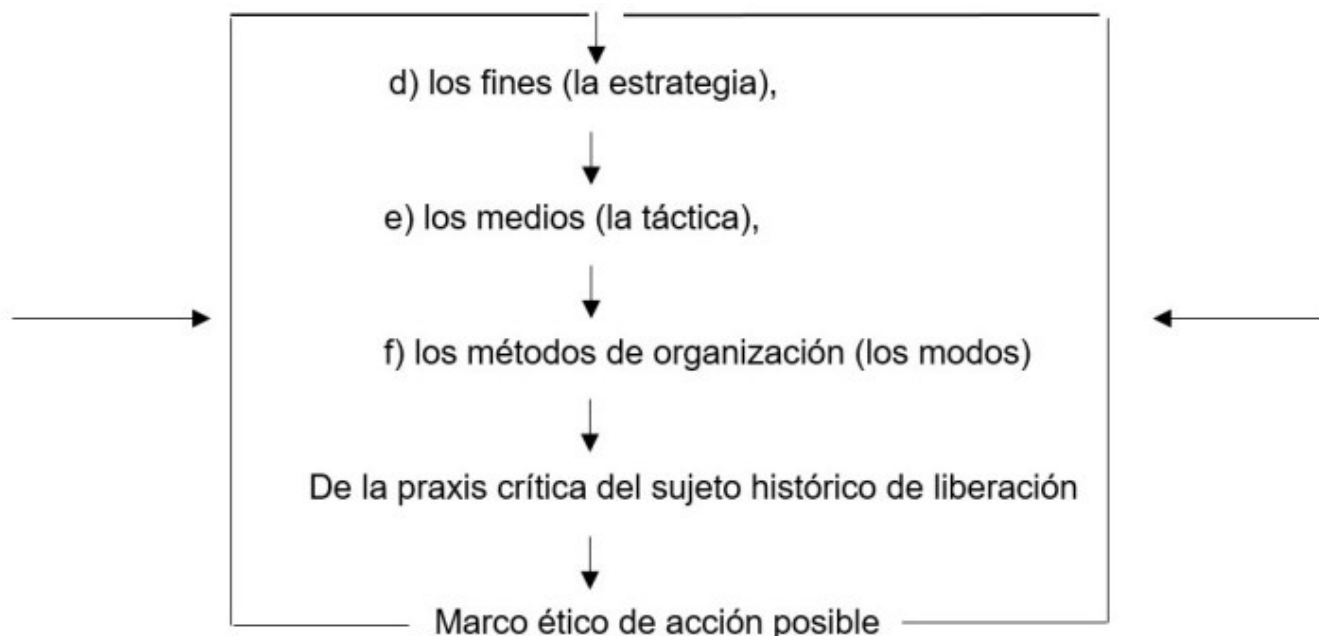 d) los fines (la estrategia),
e) los medios (la táctica),
f) los métodos de organización (los modos)
De la praxis crítica del sujeto histórico de liberación
Marco ético de acción posible